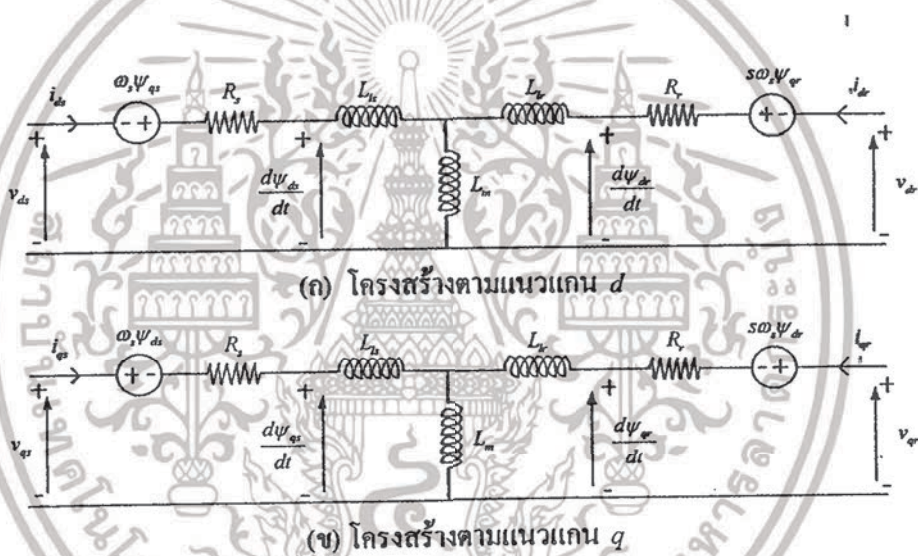 ω_sψ_qs R_s L_ls L_lr R_r sω_sψ_qr
i_ds i_dr
+ - + + + - +
v_ds dψ_ds/dt L_m dψ_dr/dt v_dr
- - - -
(ก) โครงสร้างตามแนวแกน d
ω_sψ_ds R_s L_ls L_lr R_r sω_sψ_dr
i_qs i_qr
+ + - + + - + +
v_qs dψ_qs/dt L_m dψ_qr/dt v_qr
- - - -
(ข) โครงสร้างตามแนวแกน q